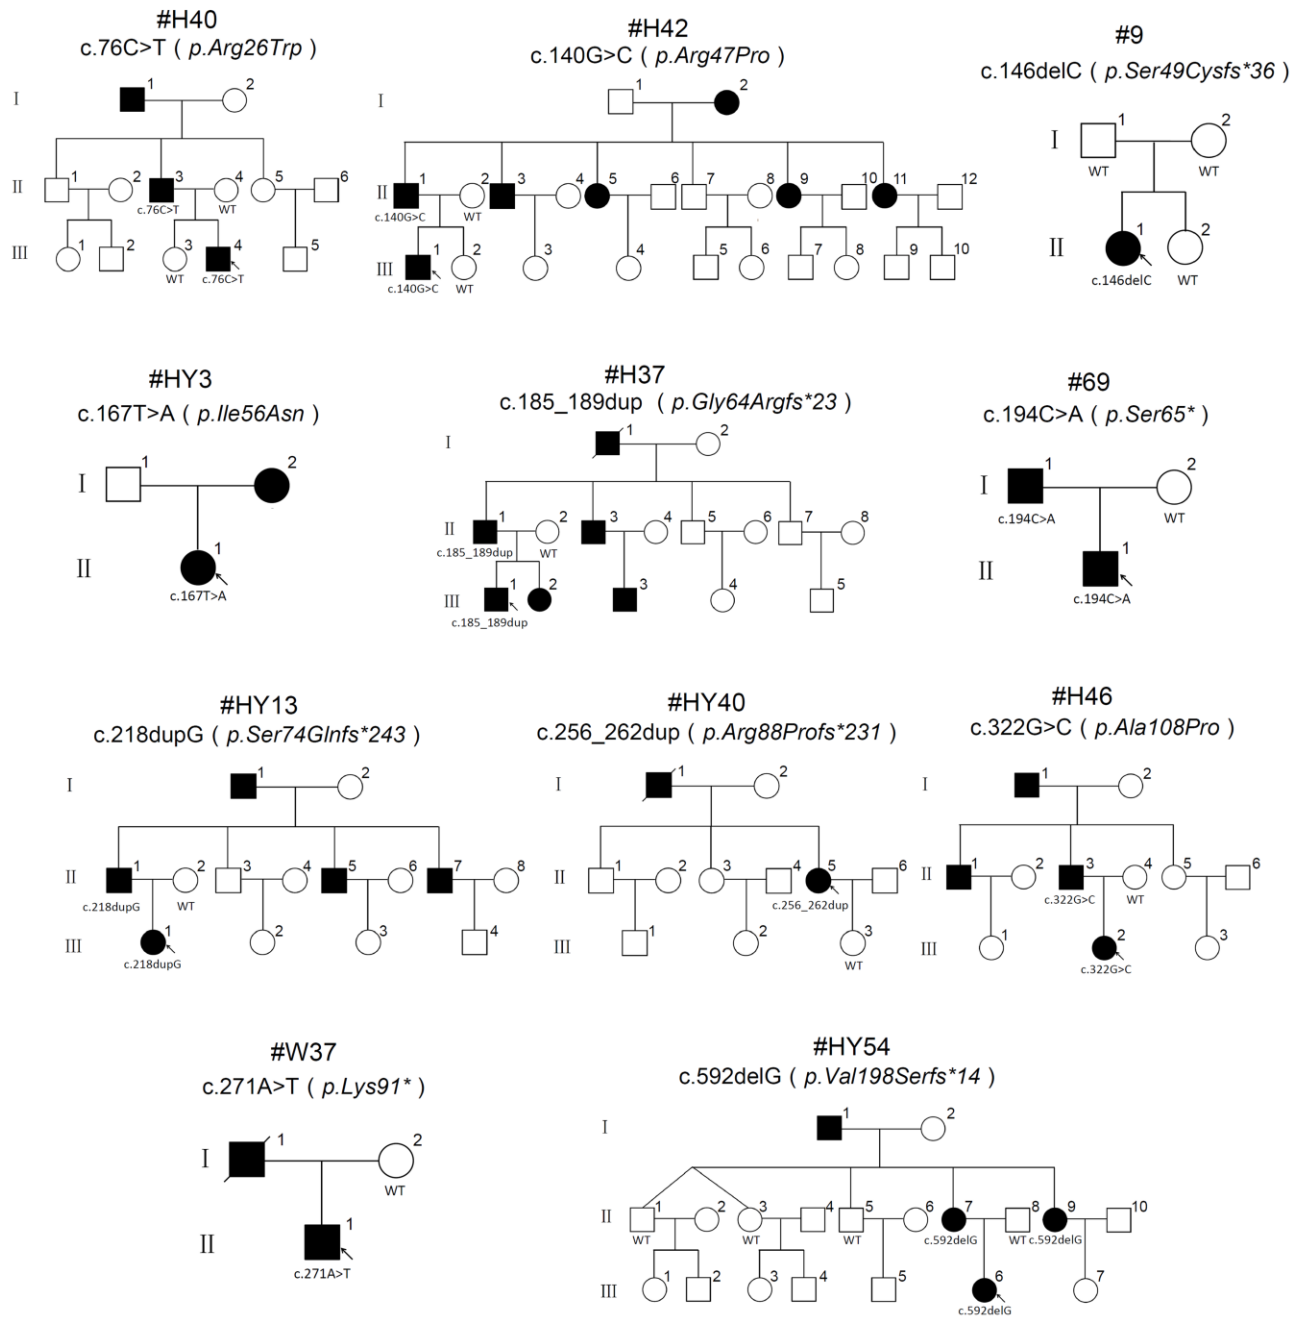 #H40
c.76C>T ( p.Arg26Trp )
I 1 2
II 1 2 3 4 5 6
c.76C>T WT
III 1 2 3 4 5
WT c.76C>T
#H42
c.140G>C ( p.Arg47Pro )
I 1 2
II 1 2 3 4 5 6 7 8 9 10 11 12
c.140G>C WT
III 1 2 3 4 5 6 7 8 9 10
c.140G>C WT
#9
c.146delC ( p.Ser49Cysfs*36 )
I 1 2
WT WT
II 1 2
c.146delC WT
#HY3
c.167T>A ( p.Ile56Asn )
I 1 2
II 1
c.167T>A
#H37
c.185_189dup ( p.Gly64Argfs*23 )
I 1 2
II 1 2 3 4 5 6 7 8
c.185_189dup WT
III 1 2 3 4 5
c.185_189dup
#69
c.194C>A ( p.Ser65* )
I 1 2
c.194C>A WT
II 1
c.194C>A
#HY13
c.218dupG ( p.Ser74Glnfs*243 )
I 1 2
II 1 2 3 4 5 6 7 8
c.218dupG WT
III 1 2 3 4
c.218dupG
#HY40
c.256_262dup ( p.Arg88Profs*231 )
I 1 2
II 1 2 3 4 5 6
c.256_262dup
III 1 2 3
WT
#H46
c.322G>C ( p.Ala108Pro )
I 1 2
II 1 2 3 4 5 6
c.322G>C WT
III 1 2 3
c.322G>C
#W37
c.271A>T ( p.Lys91* )
I 1 2
WT
II 1
c.271A>T
#HY54
c.592delG ( p.Val198Serfs*14 )
I 1 2
II 1 2 3 4 5 6 7 8 9 10
WT WT WT c.592delG WT c.592delG
III 1 2 3 4 5 6 7
c.592delG